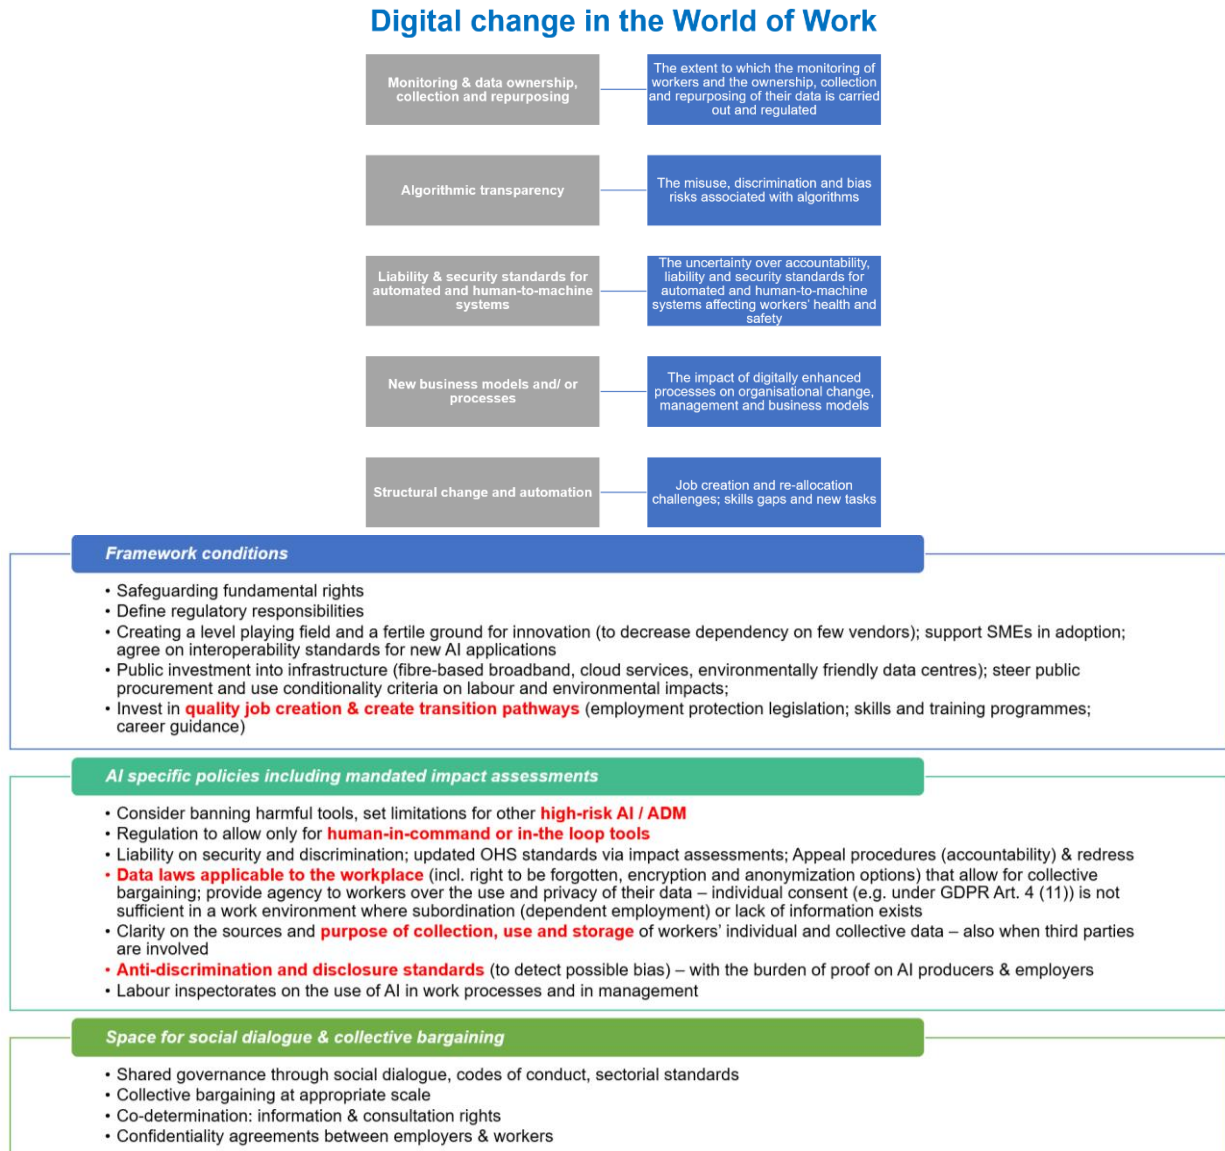 Digital change in the World of Work
Monitoring & data ownership,
collection and repurposing
The extent to which the monitoring of
workers and the ownership, collection
and repurposing of their data is carried
out and regulated
Algorithmic transparency
The misuse, discrimination and bias
risks associated with algorithms
Liability & security standards for
automated and human-to-machine
systems
The uncertainty over accountability,
liability and security standards for
automated and human-to-machine
systems affecting workers' health and
safety
New business models and/ or
processes
The impact of digitally enhanced
processes on organisational change,
management and business models
Structural change and automation
Job creation and re-allocation
challenges; skills gaps and new tasks
Framework conditions
• Safeguarding fundamental rights
• Define regulatory responsibilities
• Creating a level playing field and a fertile ground for innovation (to decrease dependency on few vendors); support SMEs in adoption;
agree on interoperability standards for new AI applications
• Public investment into infrastructure (fibre-based broadband, cloud services, environmentally friendly data centres); steer public
procurement and use conditionality criteria on labour and environmental impacts;
• Invest in quality job creation & create transition pathways (employment protection legislation; skills and training programmes;
career guidance)
AI specific policies including mandated impact assessments
• Consider banning harmful tools, set limitations for other high-risk AI / ADM
• Regulation to allow only for human-in-command or in-the loop tools
• Liability on security and discrimination; updated OHS standards via impact assessments; Appeal procedures (accountability) & redress
• Data laws applicable to the workplace (incl. right to be forgotten, encryption and anonymization options) that allow for collective
bargaining; provide agency to workers over the use and privacy of their data – individual consent (e.g. under GDPR Art. 4 (11)) is not
sufficient in a work environment where subordination (dependent employment) or lack of information exists
• Clarity on the sources and purpose of collection, use and storage of workers' individual and collective data – also when third parties
are involved
• Anti-discrimination and disclosure standards (to detect possible bias) – with the burden of proof on AI producers & employers
• Labour inspectorates on the use of AI in work processes and in management
Space for social dialogue & collective bargaining
• Shared governance through social dialogue, codes of conduct, sectorial standards
• Collective bargaining at appropriate scale
• Co-determination: information & consultation rights
• Confidentiality agreements between employers & workers